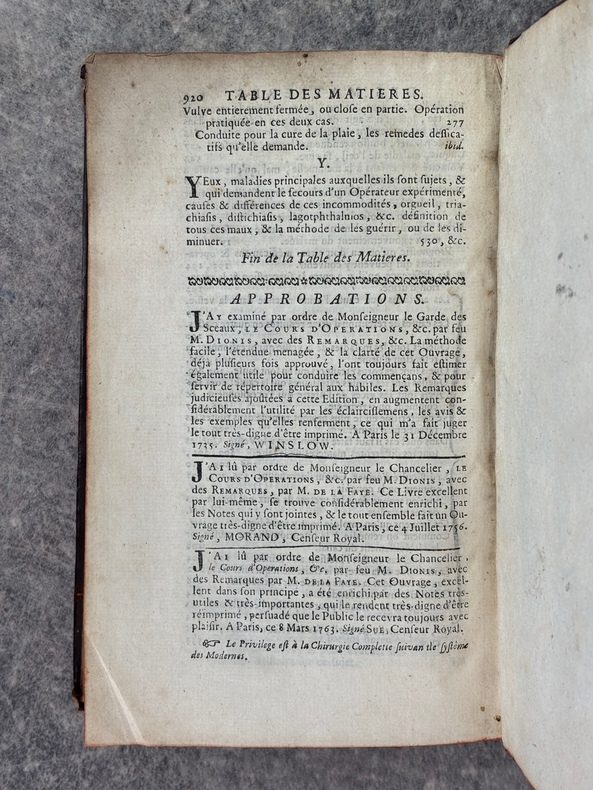 920 TABLE DES MATIERES.
Vulve entierement fermée, ou close en partie. Opération
pratiquée en ces deux cas. 277
Conduite pour la cure de la plaie, les remedes dessica-
tifs qu'elle demande. ibid.
Y.
YEux, maladies principales auxquelles ils sont sujets, &
qui demandent le secours d'un Opérateur expérimenté,
causes & différences de ces incommodités, orgueil, tria-
chiasis, distichiasis, lagotphthalnios, &c. définition de
tous ces maux, & la méthode de les guérir, ou de les di-
minuer. 530, &c.
Fin de la Table des Matieres.
APPROBATIONS.
J'Ay examiné par ordre de Monseigneur le Garde des
Sceaux, LE COURS D'OPERATIONS, &c. par feu
M. DIONIS, avec des REMARQUES, &c. La méthode
facile, l'étendue menagée, & la clarté de cet Ouvrage,
déja plusieurs fois approuvé, l'ont toujours fait estimer
également utile pour conduire les commençans, & pour
servir de répertoire général aux habiles. Les Remarques
judicieuses ajoûtées à cette Edition, en augmentent con-
sidérablement l'utilité par les éclaircissemens, les avis &
les exemples qu'elles renferment, ce qui m'a fait juger
le tout très-digne d'être imprimé. A Paris le 31 Décembre
1735. Signé, WINSLOW.
J'Ai lû par ordre de Monseigneur le Chancelier, LE
COURS D'OPERATIONS, &c. par feu M. DIONIS, avec
des REMARQUES, par M. DE LA FAYE. Ce Livre excellent
par lui-même, se trouve considérablement enrichi, par
les Notes qui y sont jointes, & le tout ensemble fait un Ou-
vrage très-digne d'être imprimé. A Paris, ce 4 Juillet 1756.
Signé, MORAND, Censeur Royal.
J'Ai lû par ordre de Monseigneur le Chancelier,
le Cours d'Operations, &c. par feu M. DIONIS, avec
des Remarques par M. DE LA FAYE. Cet Ouvrage, excel-
lent dans son principe, a été enrichi par des Notes très-
utiles & très-importantes, qui le rendent très-digne d'être
réimprimé, persuadé que le Public le recevra toujours avec
plaisir. A Paris, ce 8 Mars 1763. Signé SUE, Censeur Royal.
☞ Le Privilege est à la Chirurgie Complette suivan tle systéme
des Modernes.